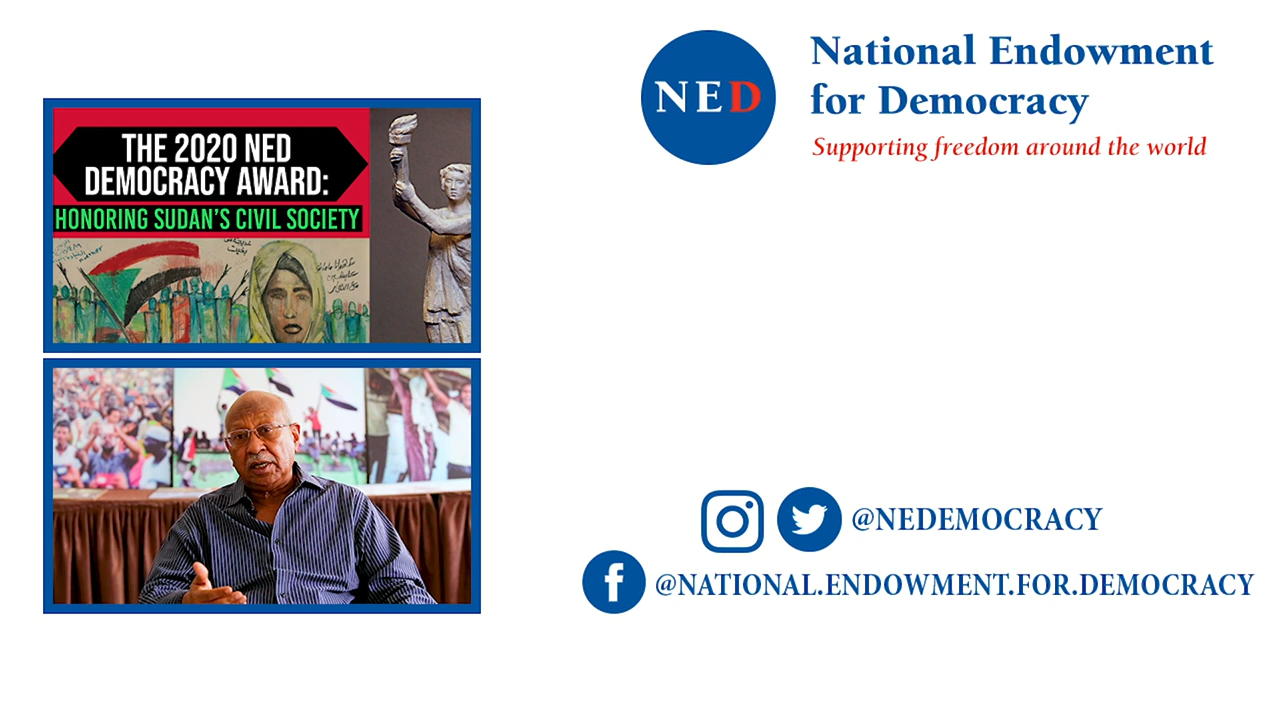 THE 2020 NED
DEMOCRACY AWARD:
HONORING SUDAN'S CIVIL SOCIETY
NED
National Endowment
for Democracy
Supporting freedom around the world
@NEDEMOCRACY
@NATIONAL.ENDOWMENT.FOR.DEMOCRACY